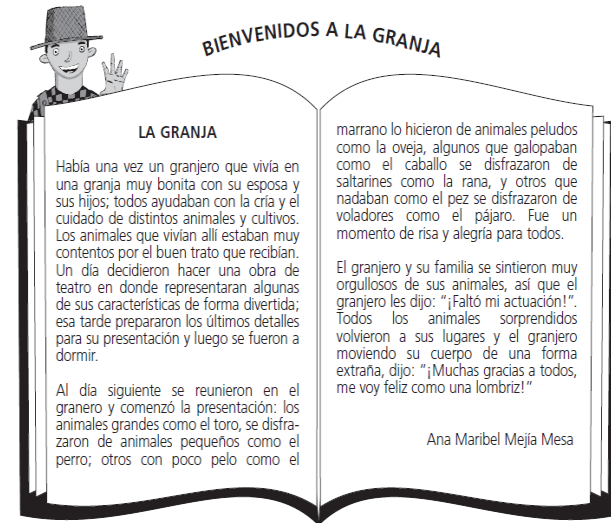 BIENVENIDOS A LA GRANJA
LA GRANJA
Había una vez un granjero que vivía en
una granja muy bonita con su esposa y
sus hijos; todos ayudaban con la cría y el
cuidado de distintos animales y cultivos.
Los animales que vivían allí estaban muy
contentos por el buen trato que recibían.
Un día decidieron hacer una obra de
teatro en donde representaran algunas
de sus características de forma divertida;
esa tarde prepararon los últimos detalles
para su presentación y luego se fueron a
dormir.
Al día siguiente se reunieron en el
granero y comenzó la presentación: los
animales grandes como el toro, se disfra-
zaron de animales pequeños como el
perro; otros con poco pelo como el
marrano lo hicieron de animales peludos
como la oveja, algunos que galopaban
como el caballo se disfrazaron de
saltarines como la rana, y otros que
nadaban como el pez se disfrazaron de
voladores como el pájaro. Fue un
momento de risa y alegría para todos.
El granjero y su familia se sintieron muy
orgullosos de sus animales, así que el
granjero les dijo: “¡Faltó mi actuación!”.
Todos los animales sorprendidos
volvieron a sus lugares y el granjero
moviendo su cuerpo de una forma
extraña, dijo: “¡Muchas gracias a todos,
me voy feliz como una lombriz!”
Ana Maribel Mejía Mesa